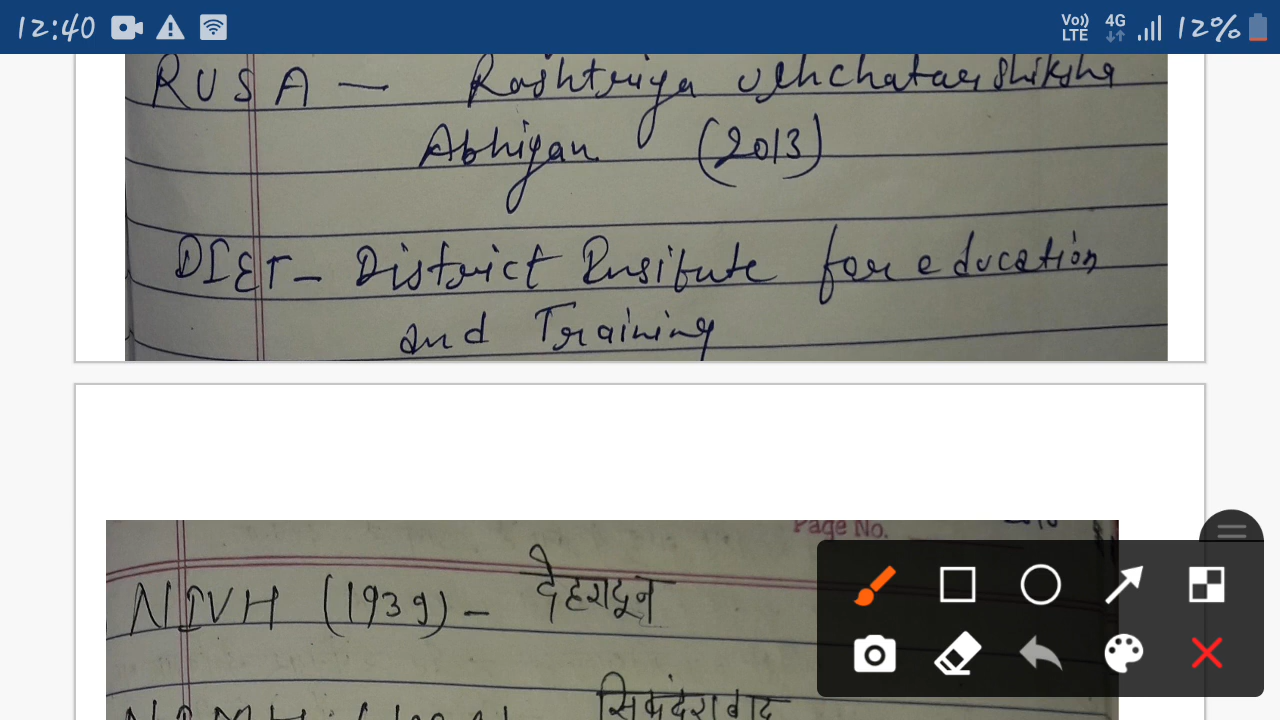 12:40 Vo)) LTE 4G 12%
RUSA — Rashtriya Uchchatar Shiksha
Abhiyan (2013)
DIET – District Insitute for education
and Training
Page No.
NIVH (1939) – देहरादून
सिकंदराबाद